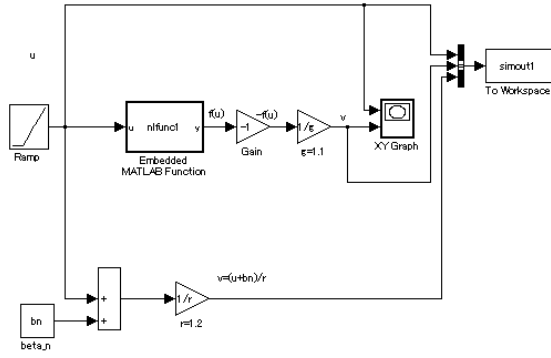 u
simout1
To Workspace
f(u)
-f(u)
v
u
nlfunc1
y
-1
1/g
Ramp
Embedded
MATLAB Function
Gain
g=1.1
XY Graph
v=(u+bn)/r
+
+
1/r
bn
r=1.2
beta_n